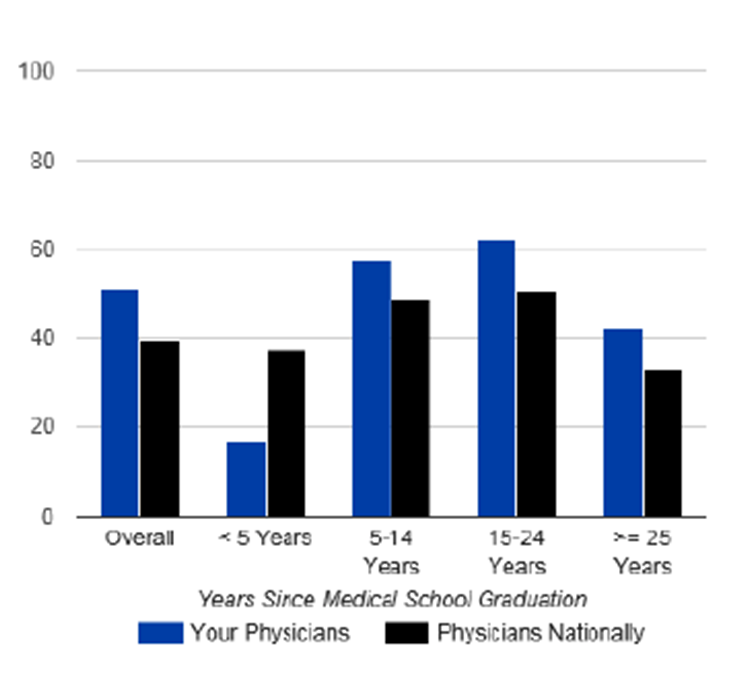 100
80
60
40
20
0
Overall
< 5 Years
5-14
Years
15-24
Years
>= 25
Years
Years Since Medical School Graduation
Your Physicians
Physicians Nationally